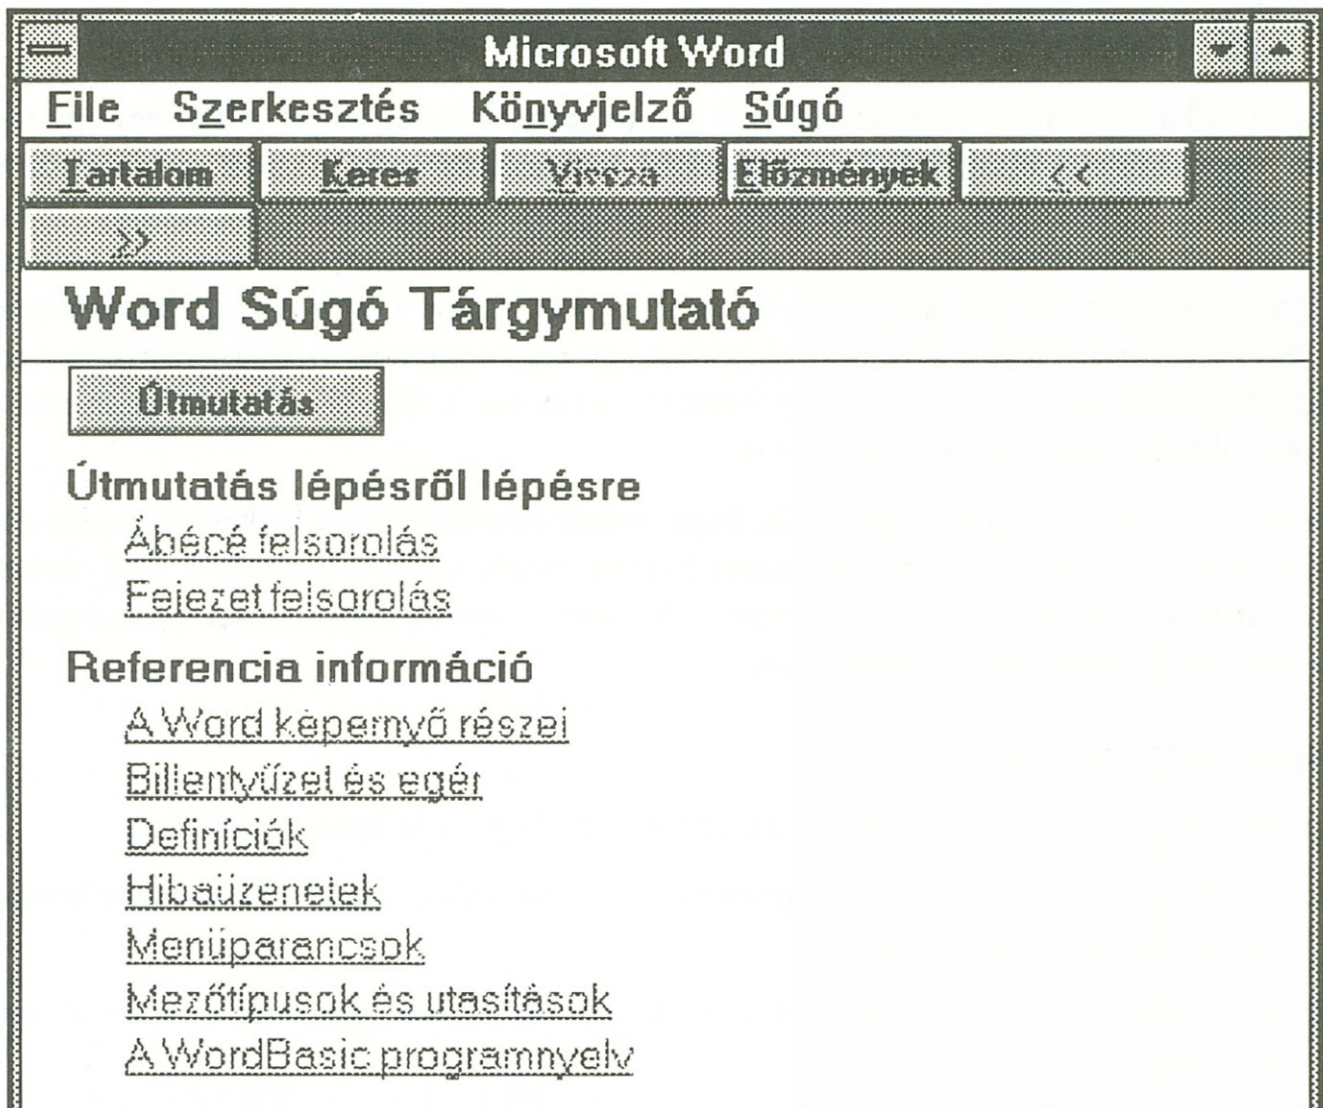 Microsoft Word
File Szerkesztés Könyvjelző Súgó
Tartalom Keres Vissza Előzmények <<
>>
Word Súgó Tárgymutató
Útmutatás
Útmutatás lépésről lépésre
Ábécé felsorolás
Fejezet felsorolás
Referencia információ
A Word képernyő részei
Billentyűzet és egér
Definíciók
Hibaüzenetek
Menüparancsok
Mezőtípusok és utasítások
A WordBasic programnyelv